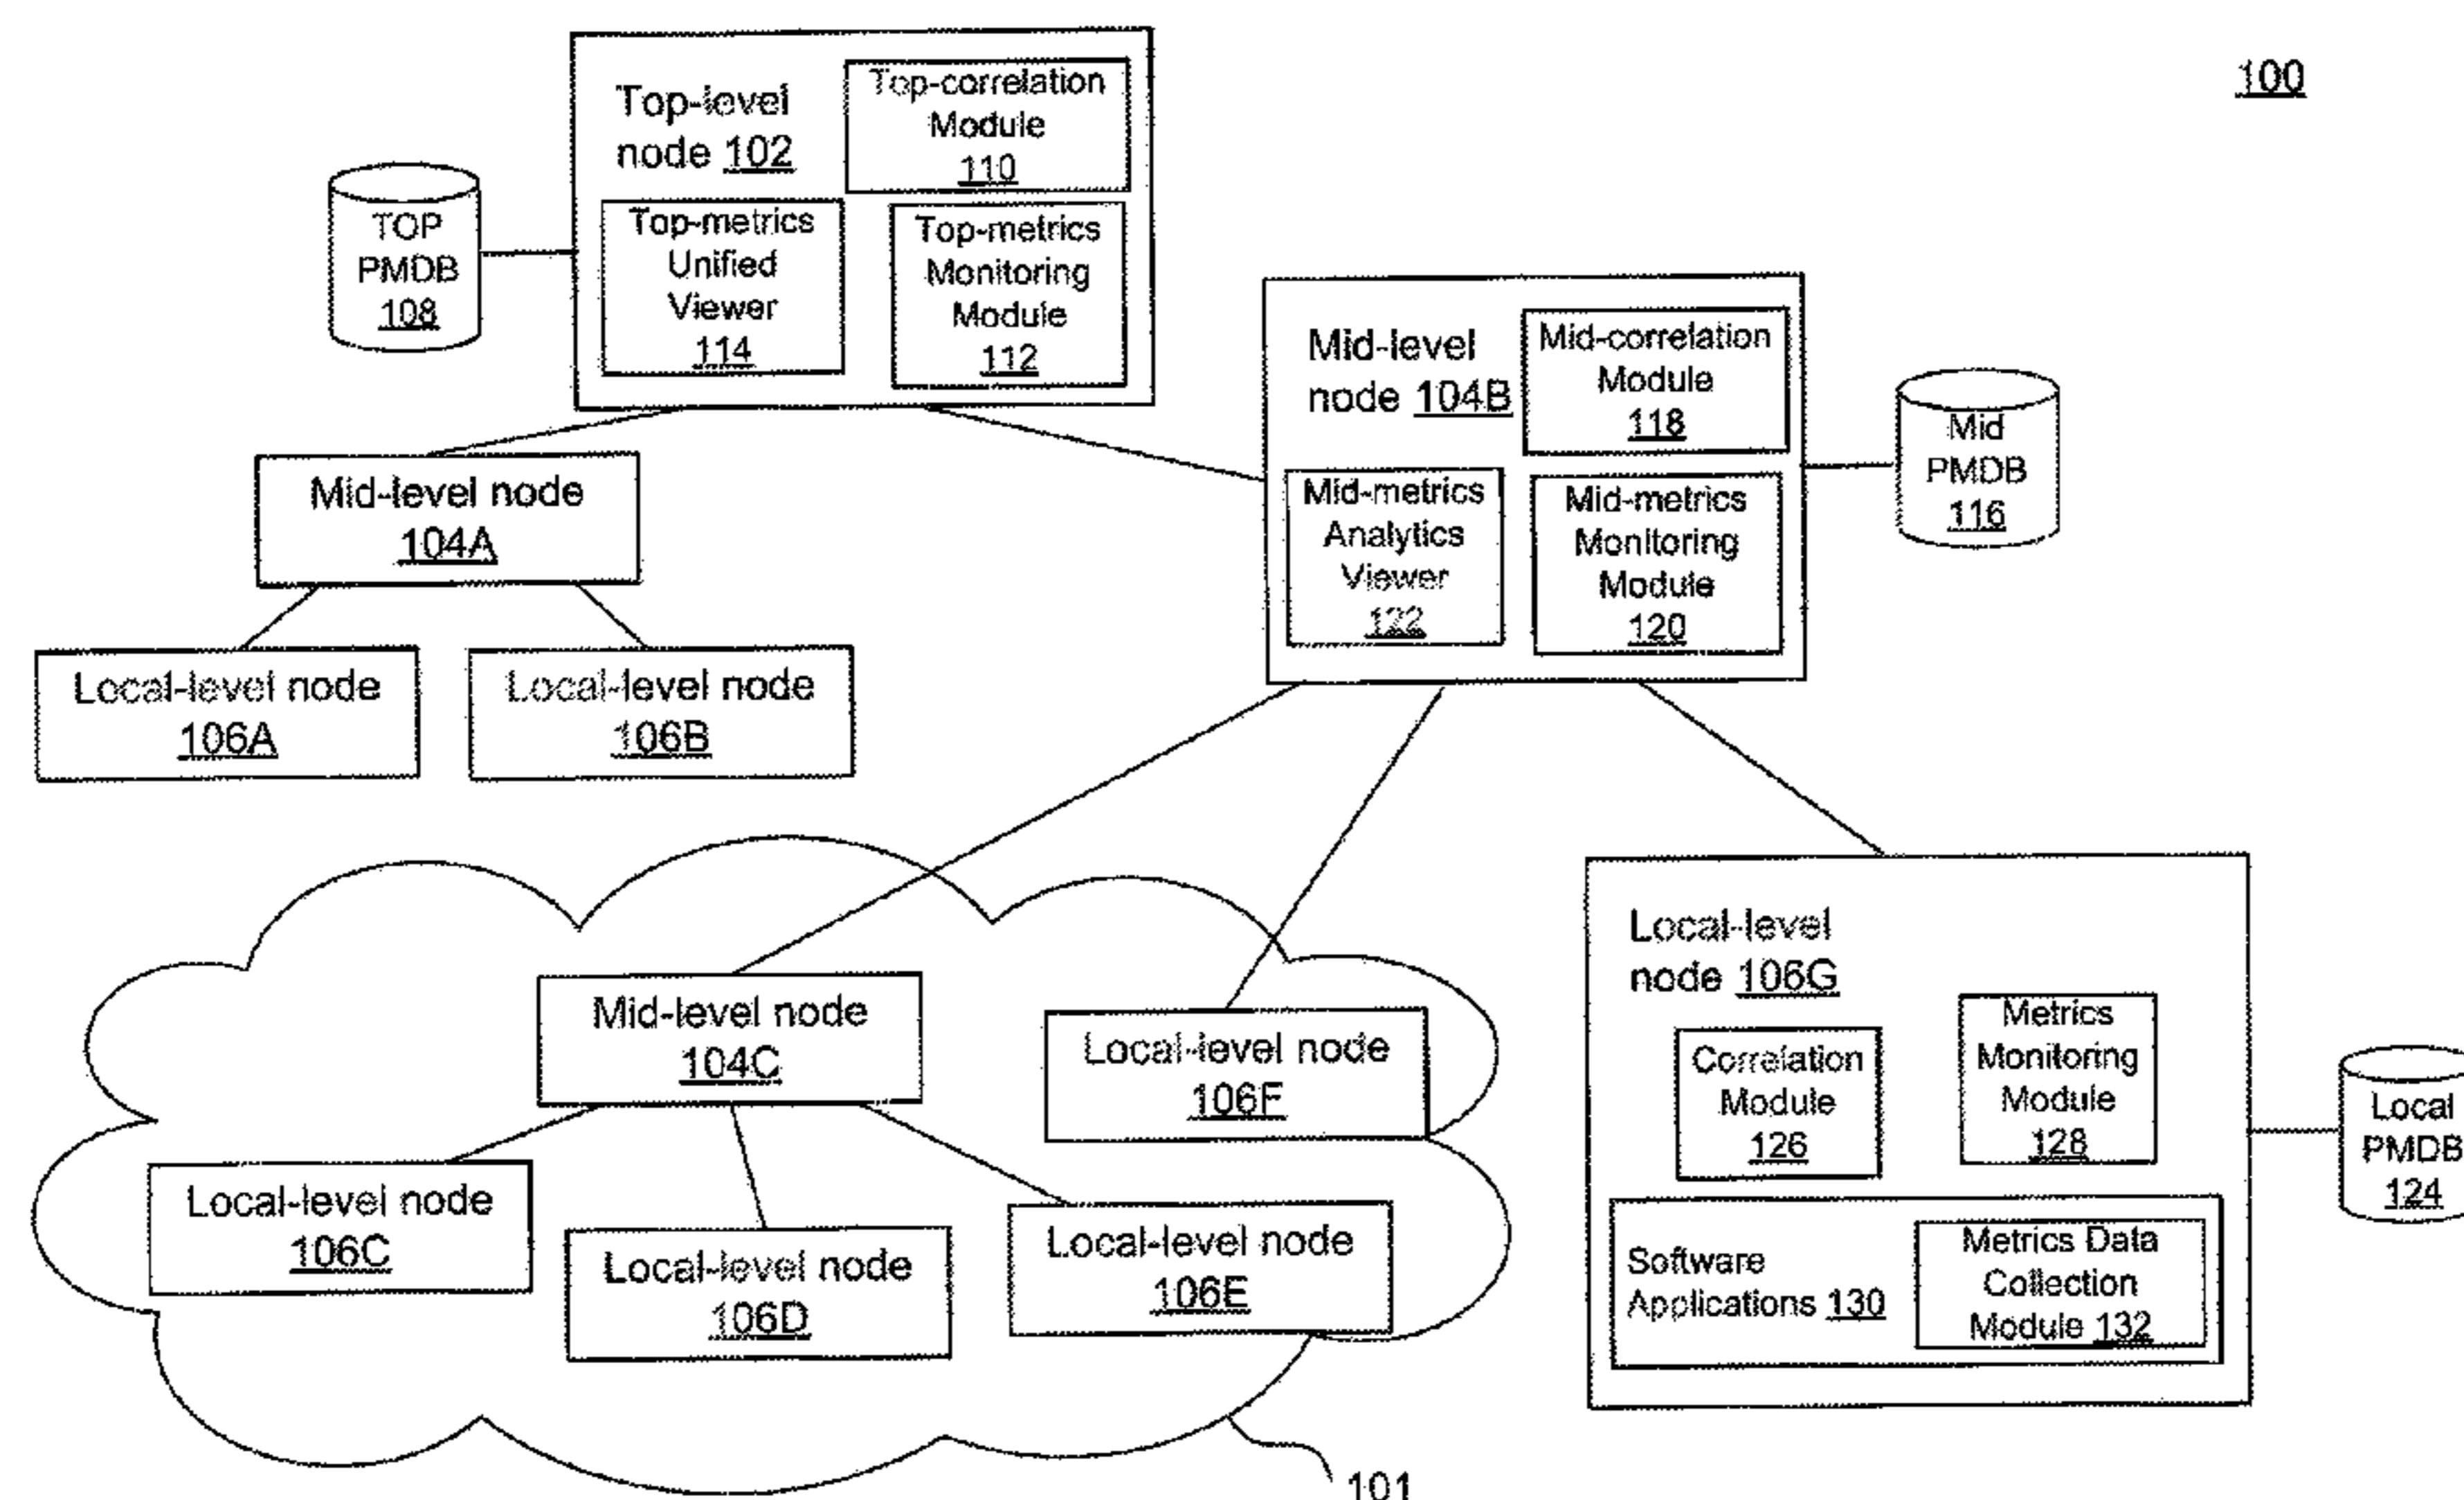 100
Top-level
node 102
Top-correlation
Module
110
TOP
PMDB
108
Top-metrics
Unified
Viewer
114
Top-metrics
Monitoring
Module
112
Mid-level
node 104B
Mid-correlation
Module
118
Mid
PMDB
116
Mid-metrics
Analytics
Viewer
122
Mid-metrics
Monitoring
Module
120
Mid-level node
104A
Local-level node
106A
Local-level node
106B
Mid-level node
104C
Local-level node
106F
Local-level node
106C
Local-level node
106D
Local-level node
106E
Local-level
node 106G
Correlation
Module
126
Metrics
Monitoring
Module
128
Software
Applications 130
Metrics Data
Collection
Module 132
Local
PMDB
124
101